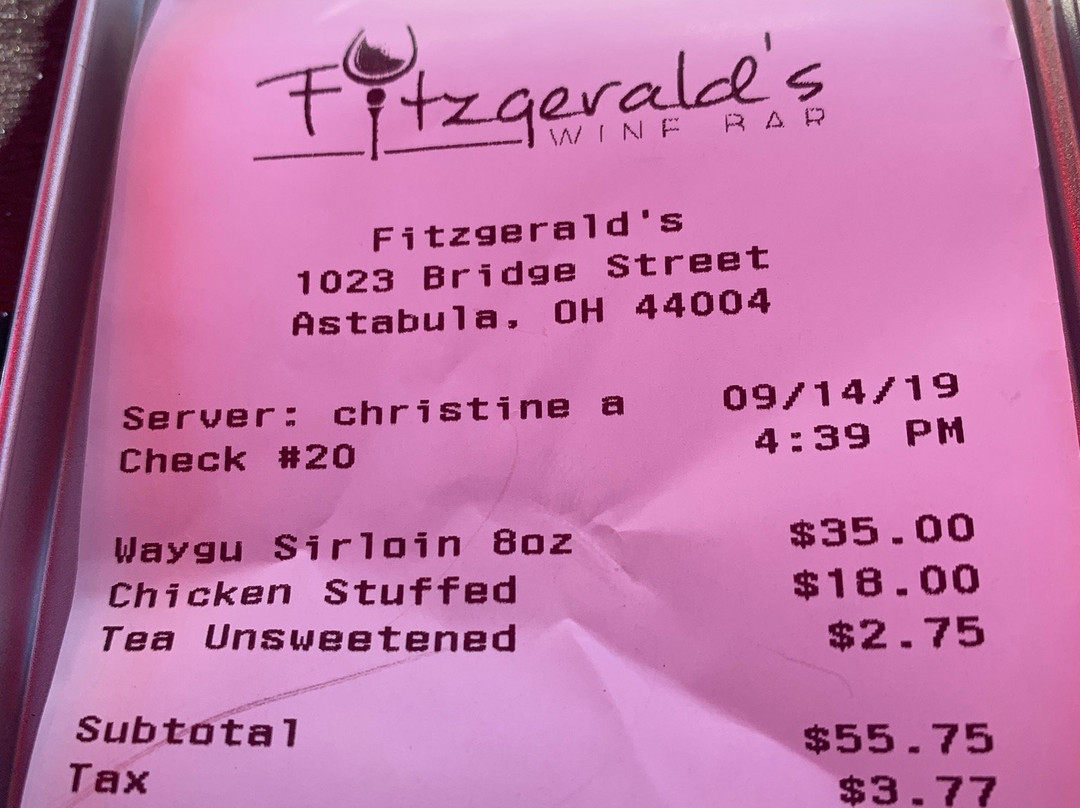 Fitzgerald's
WINE BAR
Fitzgerald's
1023 Bridge Street
Astabula, OH 44004
Server: christine a 09/14/19
Check #20 4:39 PM
Waygu Sirloin 8oz $35.00
Chicken Stuffed $18.00
Tea Unsweetened $2.75
Subtotal $55.75
Tax $3.77